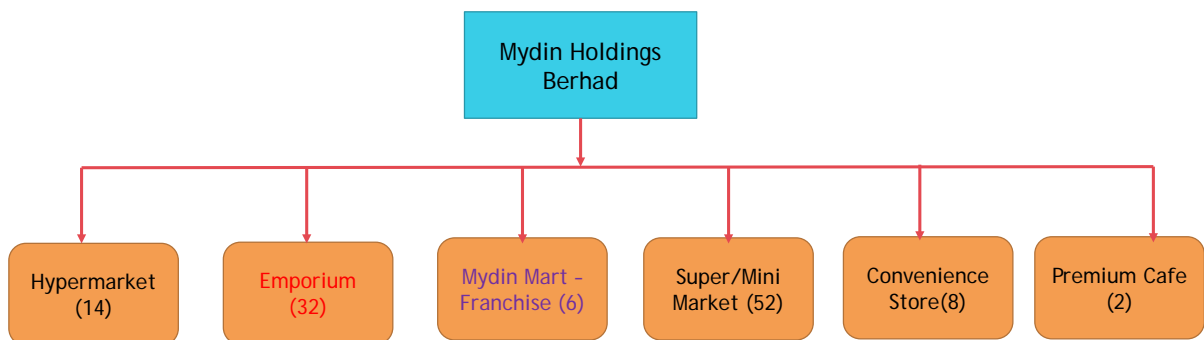 Mydin Holdings
Berhad
Hypermarket
(14)
Emporium
(32)
Mydin Mart –
Franchise (6)
Super/Mini
Market (52)
Convenience
Store(8)
Premium Cafe
(2)